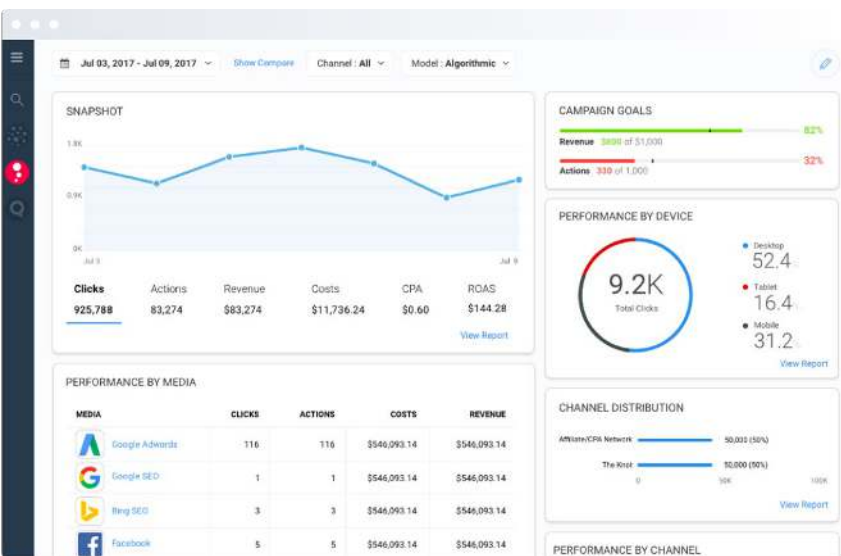 Jul 03, 2017 - Jul 09, 2017 Show Compare Channel : All Model : Algorithmic
SNAPSHOT
1.8K
0.9K
0K
Jul 3 Jul 9
Clicks Actions Revenue Costs CPA ROAS
925,788 83,274 $83,274 $11,736.24 $0.60 $144.28
View Report
PERFORMANCE BY MEDIA
MEDIA CLICKS ACTIONS COSTS REVENUE
Google Adwords 116 116 $546,093.14 $546,093.14
Google SEO 1 1 $546,093.14 $546,093.14
Bing SEO 3 3 $546,093.14 $546,093.14
Facebook 5 5 $546,093.14 $546,093.14
CAMPAIGN GOALS
82%
Revenue of $1,000
32%
Actions 330 of 1,000
PERFORMANCE BY DEVICE
9.2K
Total Clicks
Desktop
52.4
Tablet
16.4
Mobile
31.2
View Report
CHANNEL DISTRIBUTION
Affiliate/CPA Network 50,000 (50%)
The Knot 50,000 (50%)
0 50K 100K
View Report
PERFORMANCE BY CHANNEL